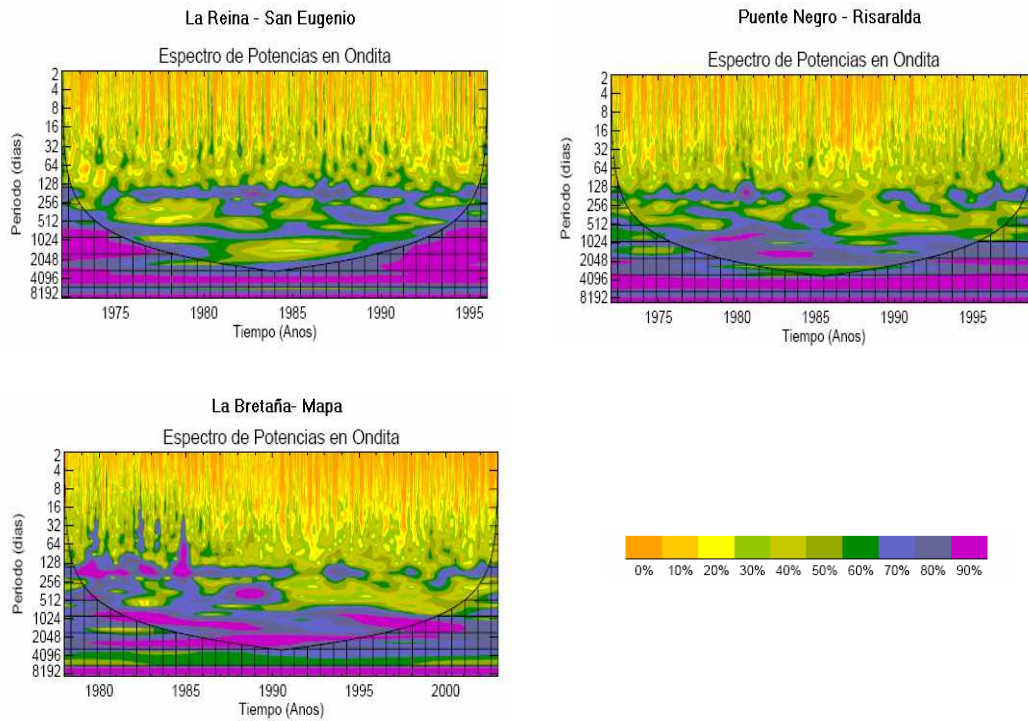 La Reina - San Eugenio
Espectro de Potencias en Ondita
Periodo (días)
2
4
8
16
32
64
128
256
512
1024
2048
4096
8192
1975 1980 1985 1990 1995
Tiempo (Anos)
Puente Negro - Risaralda
Espectro de Potencias en Ondita
Periodo (días)
2
4
8
16
32
64
128
256
512
1024
2048
4096
8192
1975 1980 1985 1990 1995
Tiempo (Anos)
La Bretaña- Mapa
Espectro de Potencias en Ondita
Periodo (días)
2
4
8
16
32
64
128
256
512
1024
2048
4096
8192
1980 1985 1990 1995 2000
Tiempo (Anos)
0% 10% 20% 30% 40% 50% 60% 70% 80% 90%